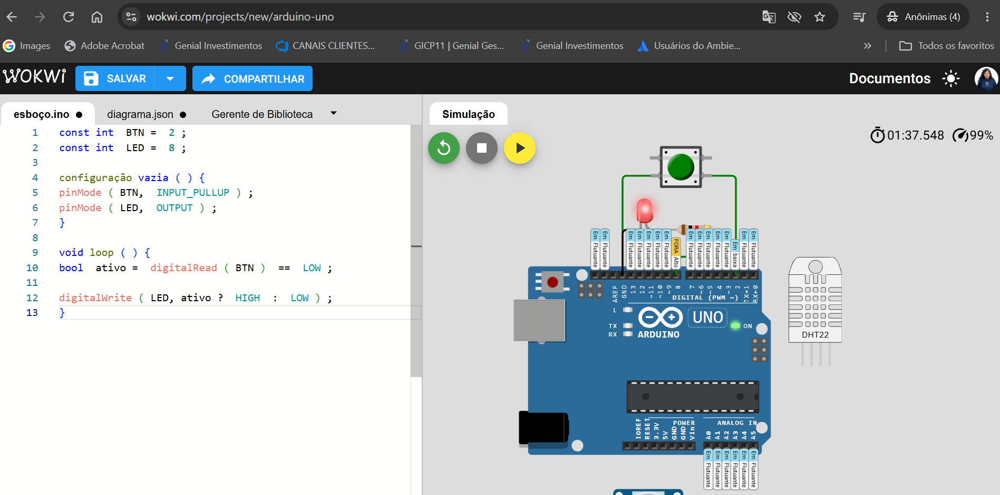 wokwi.com/projects/new/arduino-uno
Anônimas (4)
Images
Adobe Acrobat
Genial Investimentos
CANAIS CLIENTES...
GICP11 | Genial Ges...
Genial Investimentos
Usuários do Ambie...
»
Todos os favoritos
WOKWi
SALVAR
COMPARTILHAR
Documentos
esboço.ino ●
diagrama.json ●
Gerente de Biblioteca
1 const int BTN = 2 ;
2 const int LED = 8 ;
3
4 configuração vazia ( ) {
5 pinMode ( BTN, INPUT_PULLUP ) ;
6 pinMode ( LED, OUTPUT ) ;
7 }
8
9 void loop ( ) {
10 bool ativo = digitalRead ( BTN ) == LOW ;
11
12 digitalWrite ( LED, ativo ? HIGH : LOW ) ;
13 }
Simulação
01:37.548
99%
Em Flutuante
Em Flutuante
Em Flutuante
Em Flutuante
Em Flutuante
Em Flutuante
Em Flutuante
FORA Alto
Em Flutuante
Em Flutuante
Em Flutuante
Em Flutuante
Em Flutuante
Em baixa
Em Flutuante
Em Flutuante
AREF
GND
13
12
~11
~10
~9
8
7
~6
~5
4
~3
2
TX→1
RX←0
DIGITAL (PWM ~)
L
TX
RX
UNO
ARDUINO
ON
DHT22
IOREF
RESET
3.3V
5V
GND
GND
Vin
POWER
ANALOG IN
A0
A1
A2
A3
A4
A5
Em Flutuante
Em Flutuante
Em Flutuante
Em Flutuante
Em Flutuante
Em Flutuante